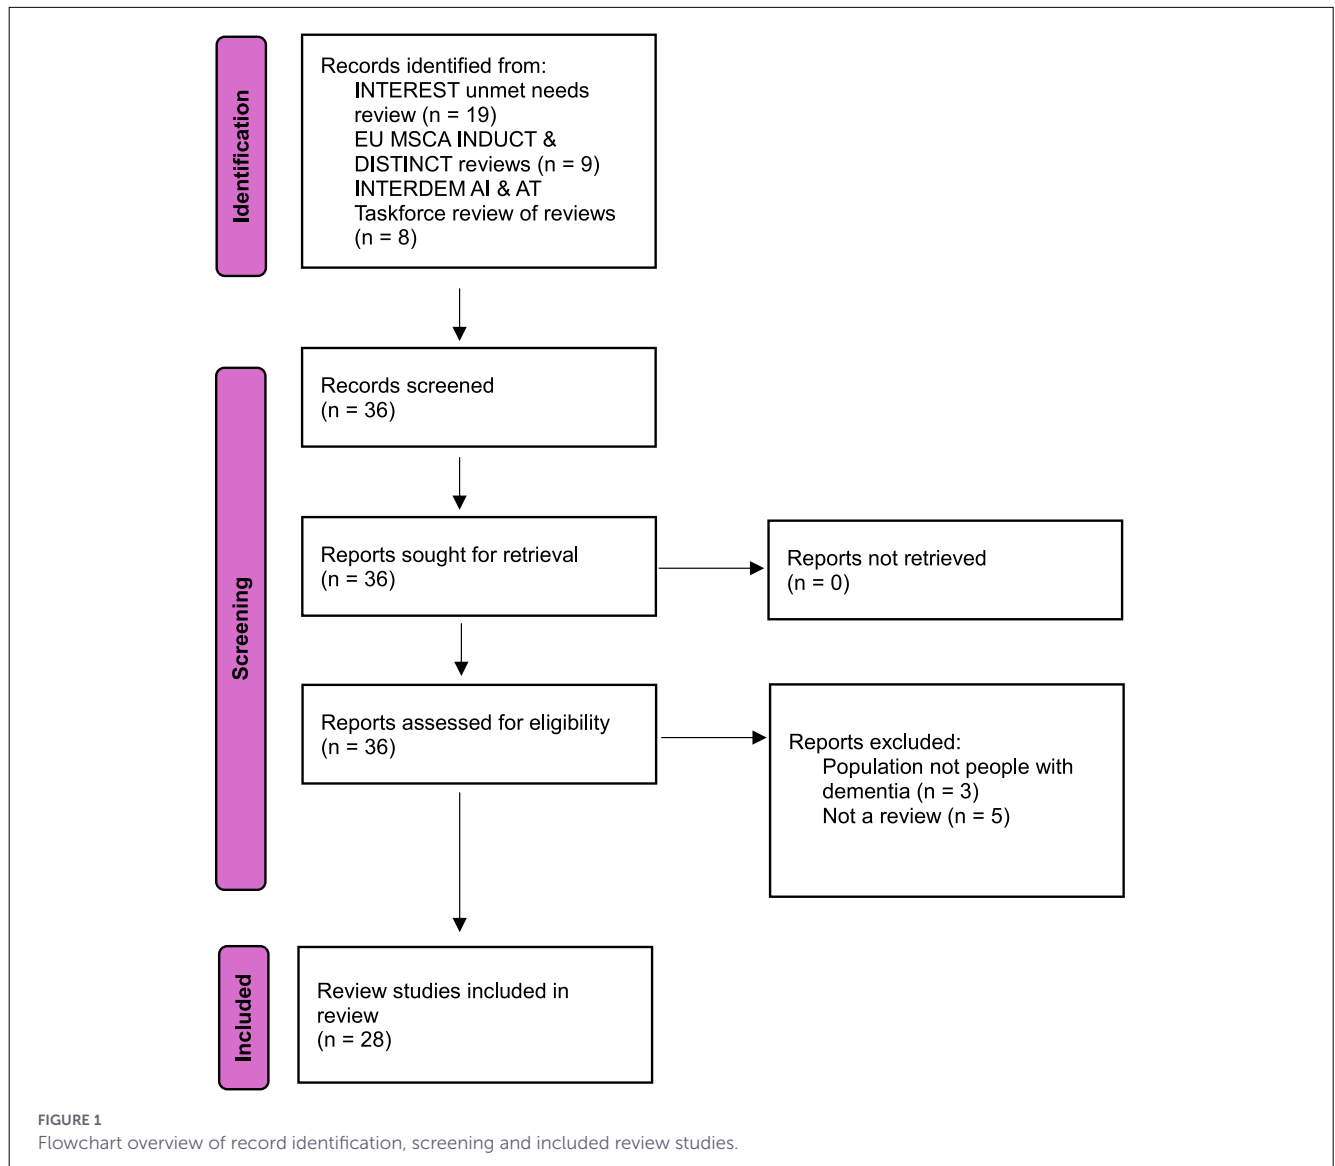 Identification
Records identified from:
INTEREST unmet needs
review (n = 19)
EU MSCA INDUCT &
DISTINCT reviews (n = 9)
INTERDEM AI & AT
Taskforce review of reviews
(n = 8)
Screening
Records screened
(n = 36)
Reports sought for retrieval
(n = 36)
Reports not retrieved
(n = 0)
Reports assessed for eligibility
(n = 36)
Reports excluded:
Population not people with
dementia (n = 3)
Not a review (n = 5)
Included
Review studies included in
review
(n = 28)
FIGURE 1
Flowchart overview of record identification, screening and included review studies.